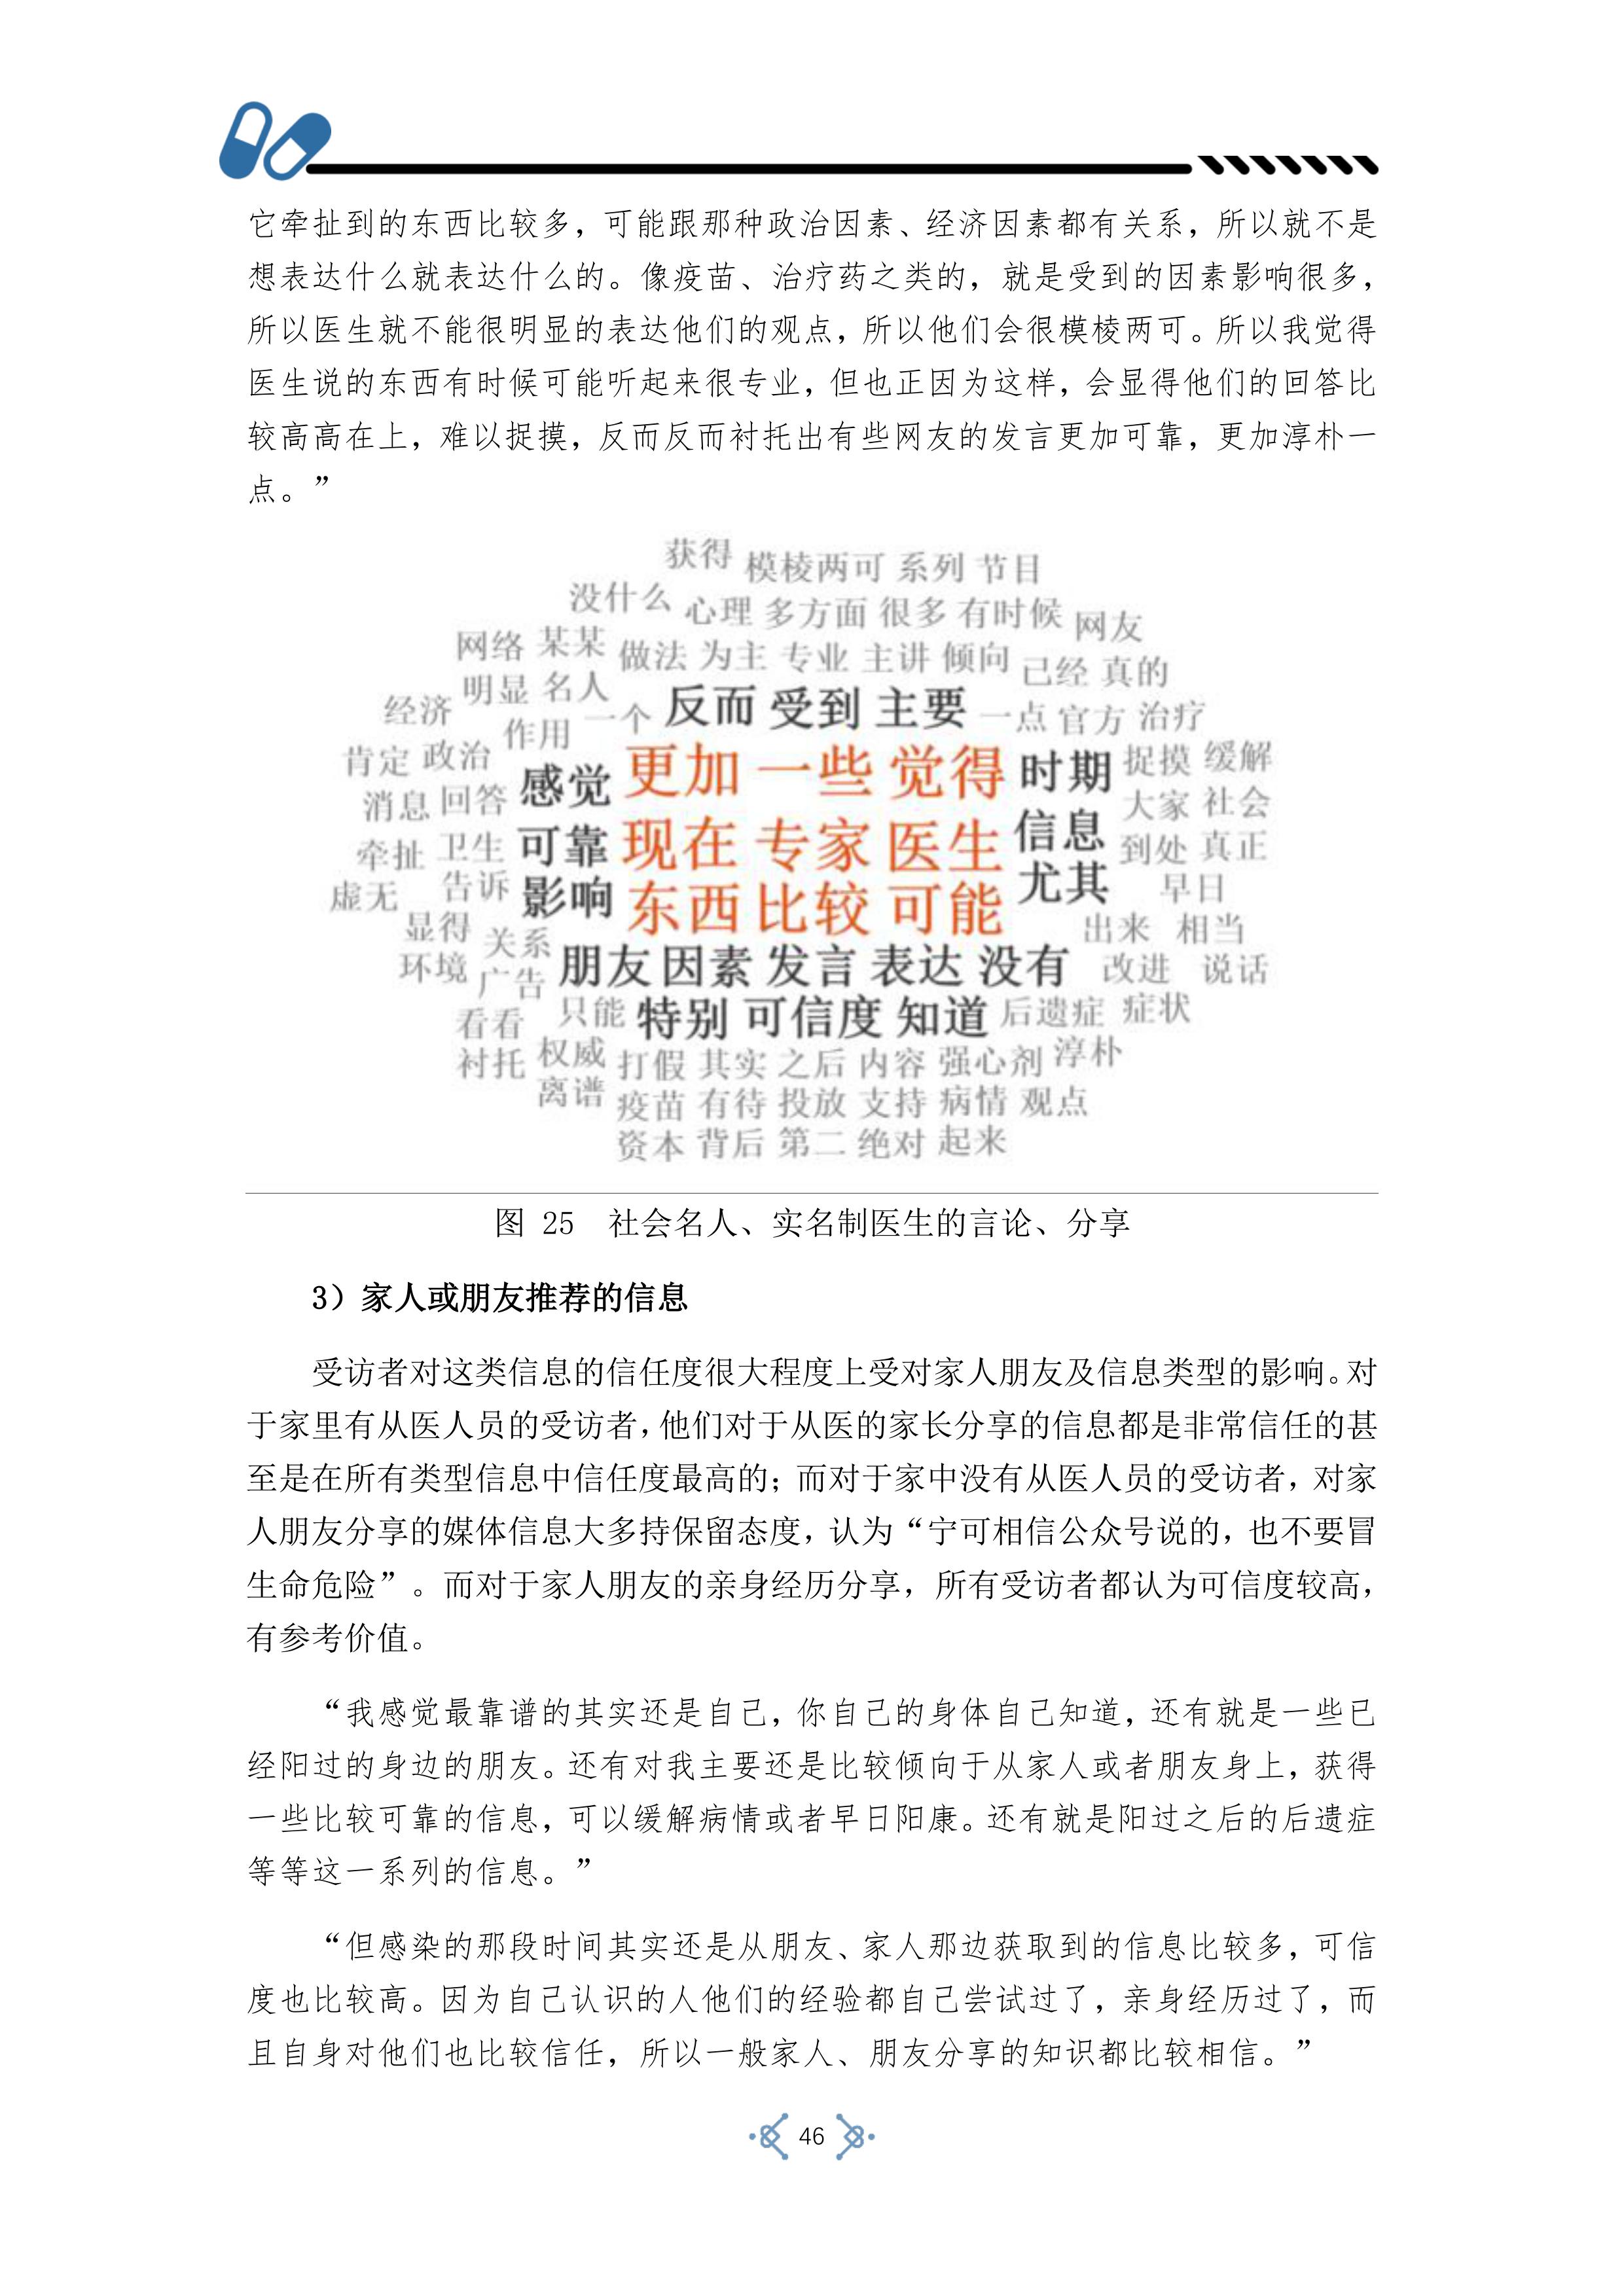 它牵扯到的东西比较多，可能跟那种政治因素、经济因素都有关系，所以就不是
想表达什么就表达什么的。像疫苗、治疗药之类的，就是受到的因素影响很多，
所以医生就不能很明显的表达他们的观点，所以他们会很模棱两可。所以我觉得
医生说的东西有时候可能听起来很专业，但也正因为这样，会显得他们的回答比
较高高在上，难以捉摸，反而反而衬托出有些网友的发言更加可靠，更加淳朴一
点。”
获得 模棱两可 系列 节目
没什么 心理 多方面 很多 有时候 网友
网络 某某 做法 为主 专业 主讲 倾向 已经 真的
明显 名人 反而 受到 主要
经济 作用 一个 一点 官方 治疗
肯定 政治 感觉 更加 一些 觉得 时期 捉摸 缓解
消息 回答 大家 社会
牵扯 卫生 可靠 现在 专家 医生 信息 到处 真正
虚无 告诉 影响 东西 比较 可能 尤其 早日
显得 关系 出来 相当
环境 广告 朋友 因素 发言 表达 没有 改进 说话
看看 只能 特别 可信度 知道 后遗症 症状
衬托 权威 打假 其实 之后 内容 强心剂 淳朴
离谱 疫苗 有待 投放 支持 病情 观点
资本 背后 第二 绝对 起来
图 25 社会名人、实名制医生的言论、分享
3）家人或朋友推荐的信息
受访者对这类信息的信任度很大程度上受对家人朋友及信息类型的影响。对
于家里有从医人员的受访者，他们对于从医的家长分享的信息都是非常信任的甚
至是在所有类型信息中信任度最高的；而对于家中没有从医人员的受访者，对家
人朋友分享的媒体信息大多持保留态度，认为“宁可相信公众号说的，也不要冒
生命危险”。而对于家人朋友的亲身经历分享，所有受访者都认为可信度较高，
有参考价值。
“我感觉最靠谱的其实还是自己，你自己的身体自己知道，还有就是一些已
经阳过的身边的朋友。还有对我主要还是比较倾向于从家人或者朋友身上，获得
一些比较可靠的信息，可以缓解病情或者早日阳康。还有就是阳过之后的后遗症
等等这一系列的信息。”
“但感染的那段时间其实还是从朋友、家人那边获取到的信息比较多，可信
度也比较高。因为自己认识的人他们的经验都自己尝试过了，亲身经历过了，而
且自身对他们也比较信任，所以一般家人、朋友分享的知识都比较相信。”
46